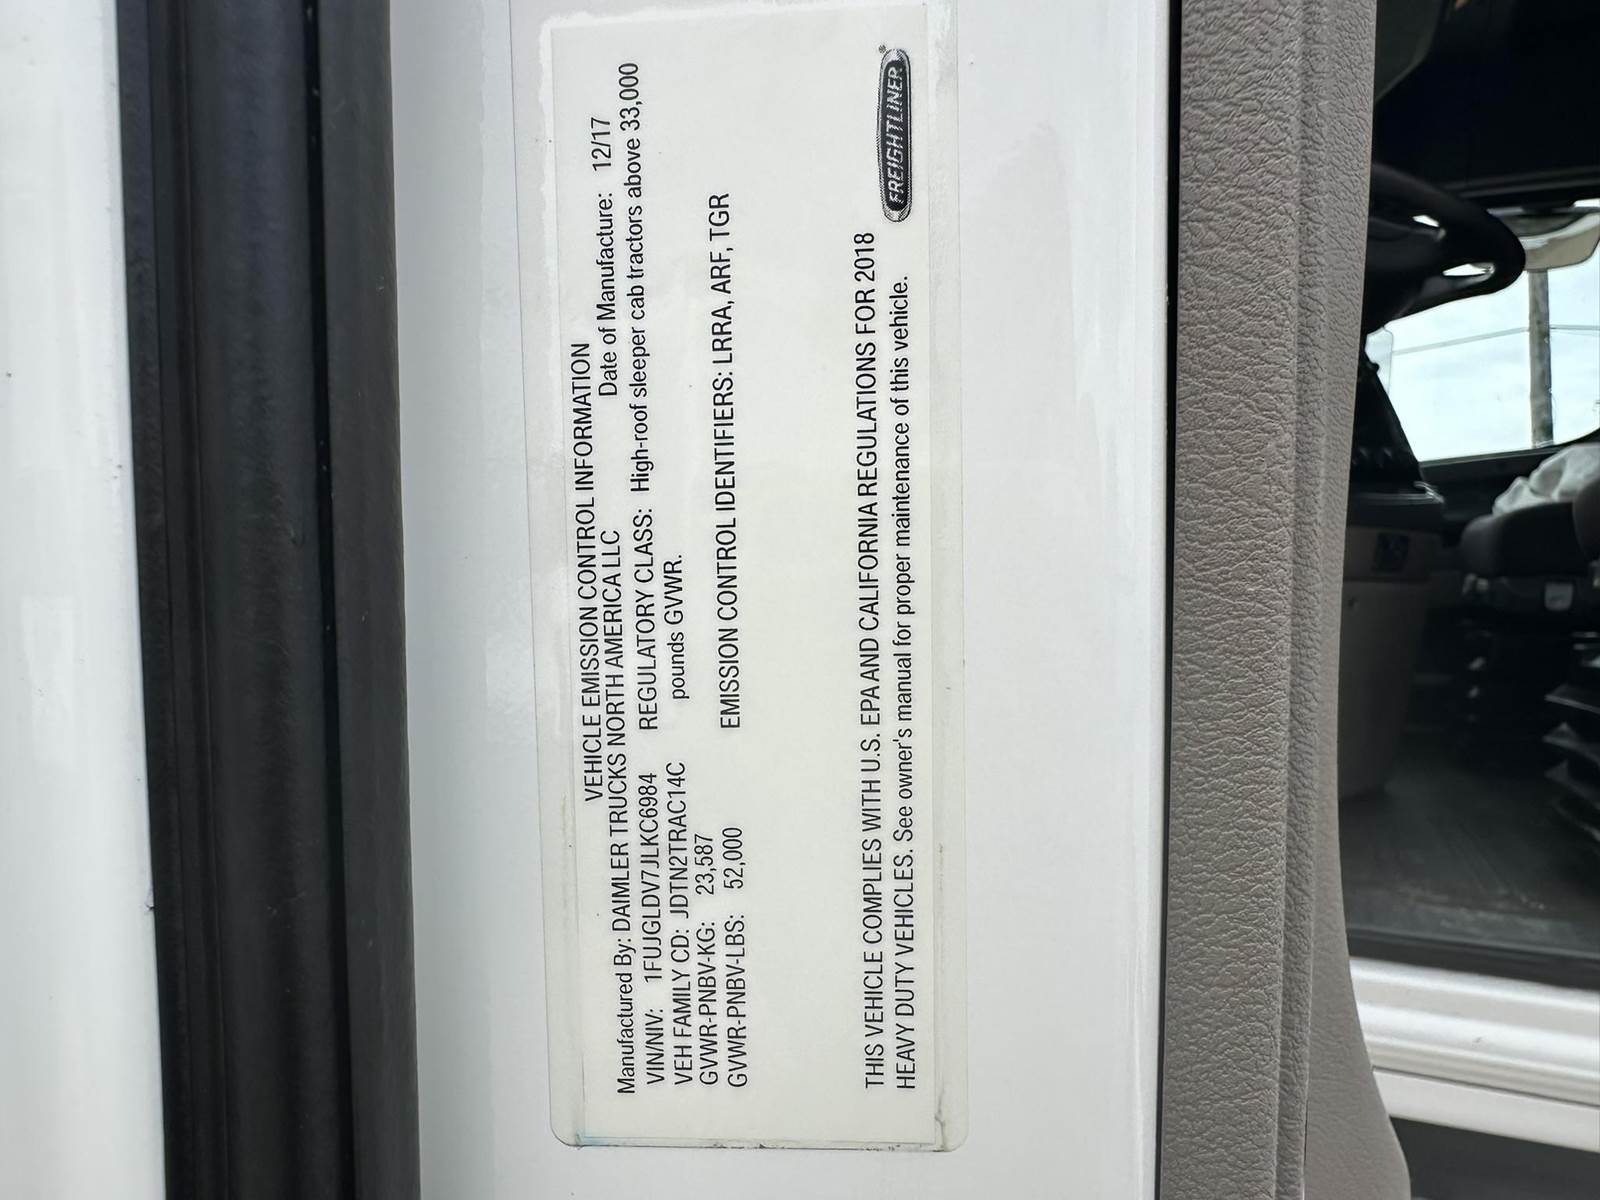 VEHICLE EMISSION CONTROL INFORMATION
Manufactured By: DAIMLER TRUCKS NORTH AMERICA LLC Date of Manufacture: 12/17
VIN/NIV: 1FUJGLDV7JLKC6984 REGULATORY CLASS: High-roof sleeper cab tractors above 33,000
VEH FAMILY CD: JDTN2TRAC14C pounds GVWR.
GVWR-PNBV-KG: 23,587
GVWR-PNBV-LBS: 52,000 EMISSION CONTROL IDENTIFIERS: LRRA, ARF, TGR
THIS VEHICLE COMPLIES WITH U.S. EPA AND CALIFORNIA REGULATIONS FOR 2018
HEAVY DUTY VEHICLES. See owner's manual for proper maintenance of this vehicle.
FREIGHTLINER®